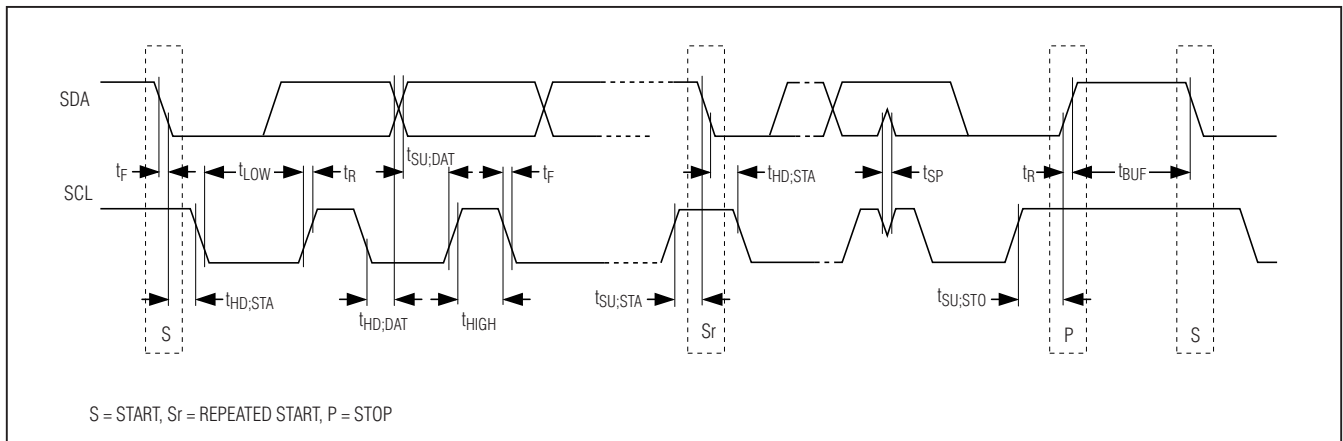 SDA
tSU;DAT
tF
tLOW
tR
tF
tHD;STA
tSP
tR
tBUF
SCL
tHD;STA
tHD;DAT
tHIGH
tSU;STA
tSU;STO
S
Sr
P
S
S = START, Sr = REPEATED START, P = STOP